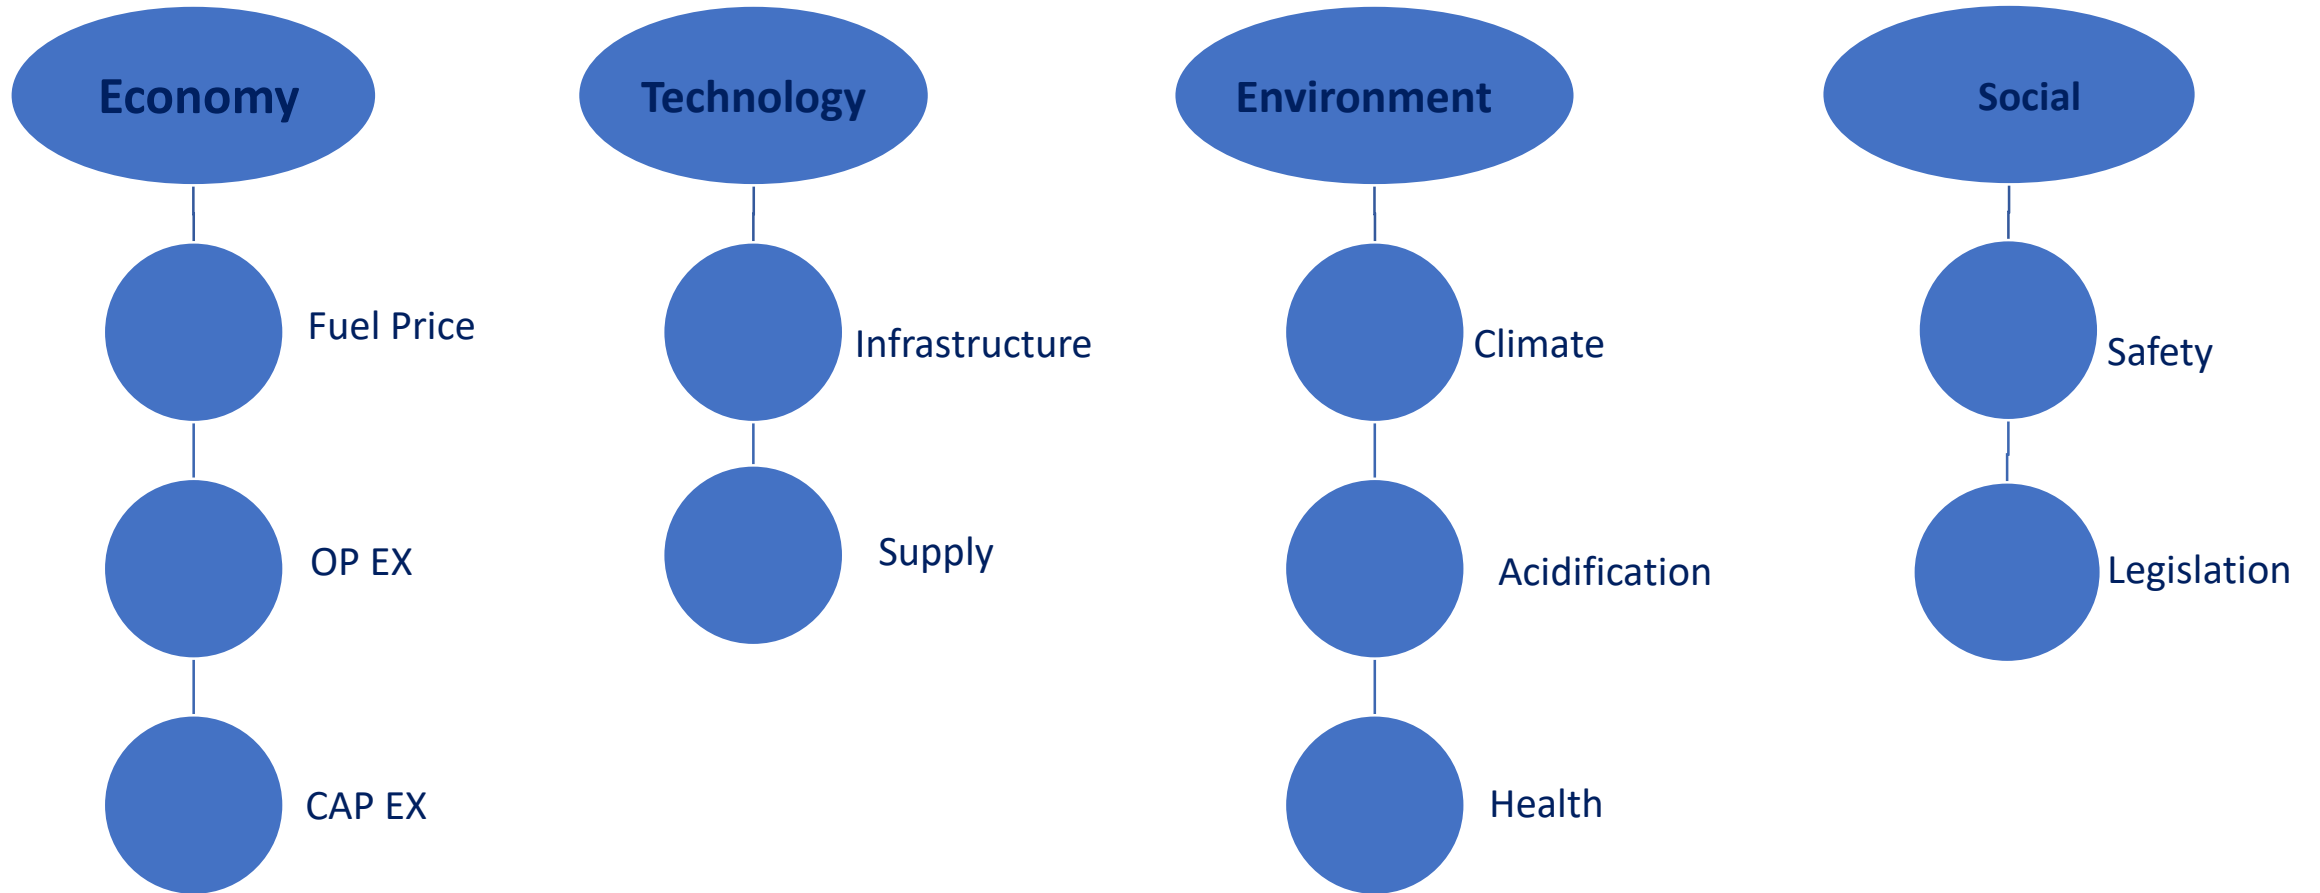 Economy
Fuel Price
OP EX
CAP EX
Technology
Infrastructure
Supply
Environment
Climate
Acidification
Health
Social
Safety
Legislation